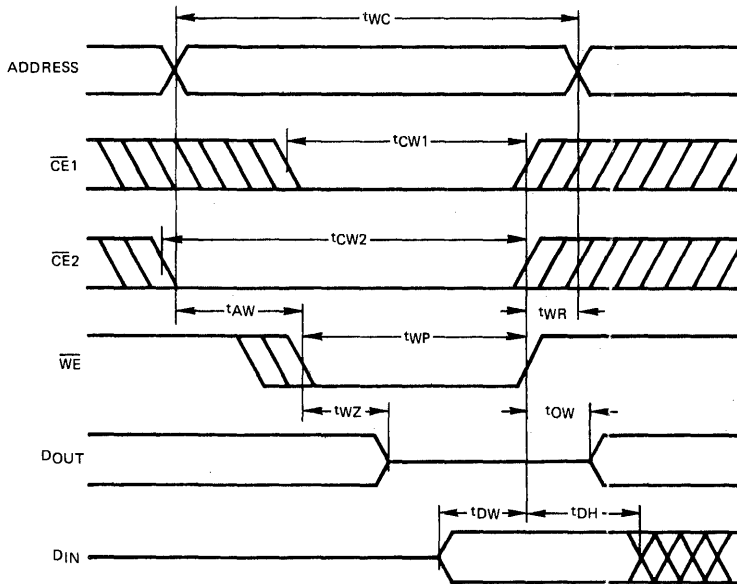 tWC
ADDRESS
tCW1
CE1
tCW2
CE2
tAW
tWR
tWP
WE
tWZ
tOW
DOUT
tDW
tDH
DIN